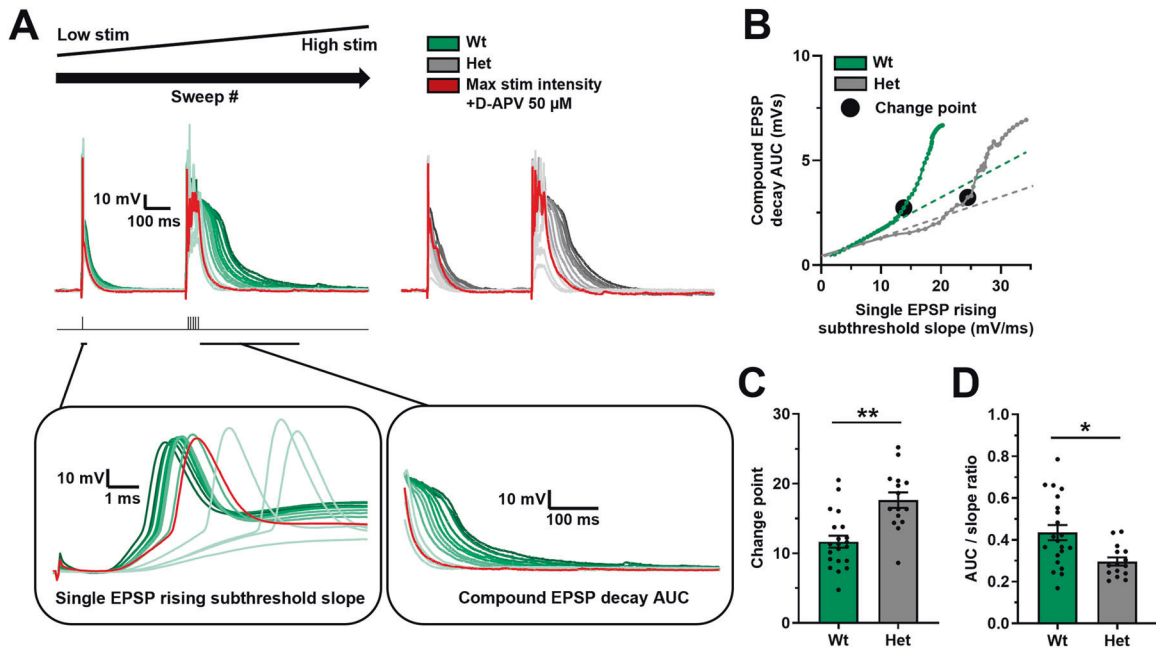 A
Low stim
High stim
Sweep #
Wt
Het
Max stim intensity
+D-APV 50 µM
10 mV
100 ms
10 mV
1 ms
Single EPSP rising subthreshold slope
10 mV
100 ms
Compound EPSP decay AUC
B
Wt
Het
Change point
Compound EPSP
decay AUC (mVs)
10
5
0
0
10
20
30
Single EPSP rising
subthreshold slope (mV/ms)
C
**
Change point
30
20
10
0
Wt
Het
D
*
AUC / slope ratio
1.0
0.8
0.6
0.4
0.2
0.0
Wt
Het